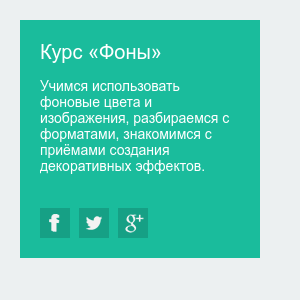 Курс «Фоны»
Учимся использовать
фоновые цвета и
изображения, разбираемся с
форматами, знакомимся с
приёмами создания
декоративных эффектов.
f
g+